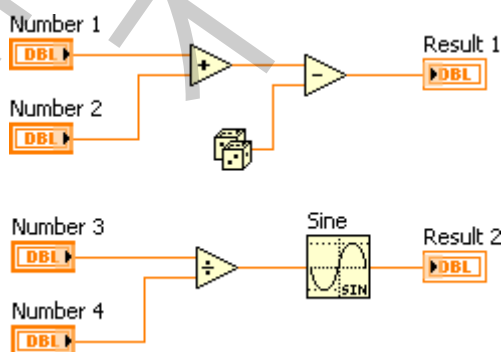 Number 1
DBL
+
-
Result 1
DBL
Number 2
DBL
Number 3
DBL
÷
Sine
SIN
Result 2
DBL
Number 4
DBL